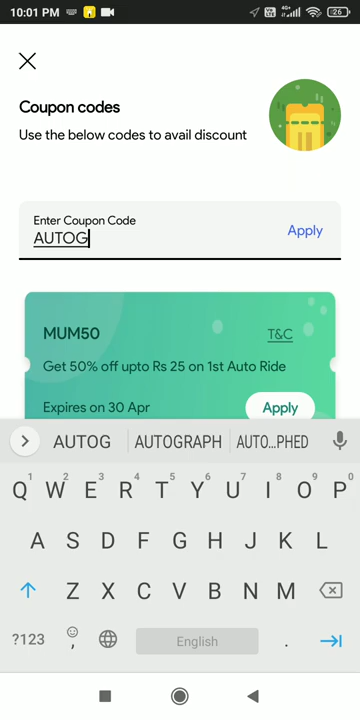 10:01 PM
4G+
26
Coupon codes
Use the below codes to avail discount
Enter Coupon Code
AUTOG
Apply
MUM50
T&C
Get 50% off upto Rs 25 on 1st Auto Ride
Expires on 30 Apr
Apply
AUTOG
AUTOGRAPH
AUTO...PHED
1 2 3 4 5 6 7 8 9 0
Q W E R T Y U I O P
A S D F G H J K L
Z X C V B N M
?123 , English .